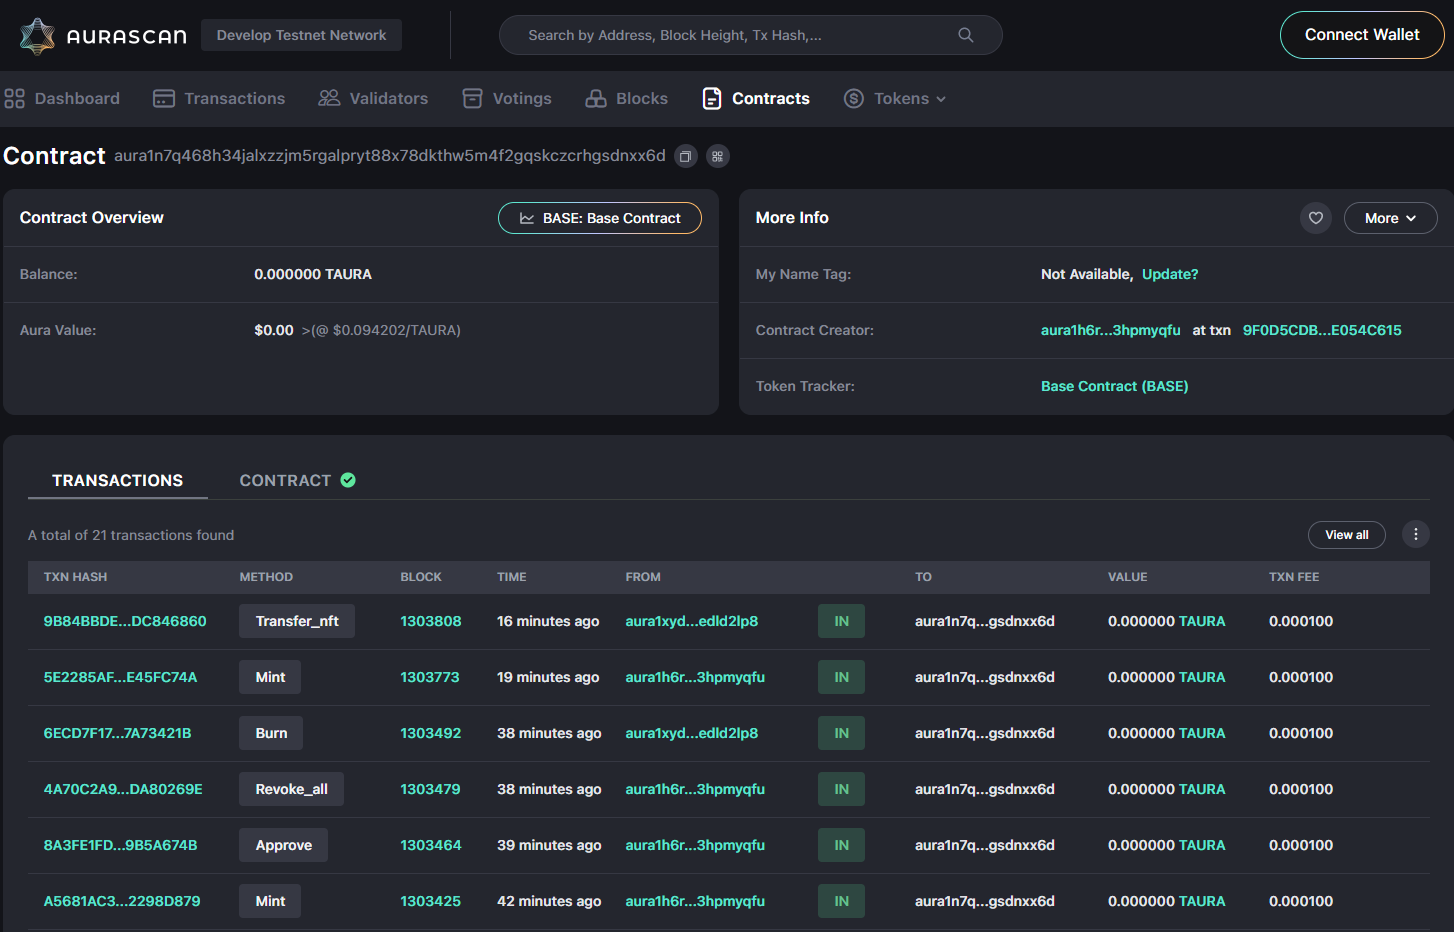 AURASCAN Develop Testnet Network Search by Address, Block Height, Tx Hash,... Connect Wallet
Dashboard Transactions Validators Votings Blocks Contracts Tokens
Contract aura1n7q468h34jalxzzjm5rgalpryt88x78dkthw5m4f2gqskczcrhgsdnxx6d
Contract Overview BASE: Base Contract
Balance: 0.000000 TAURA
Aura Value: $0.00 >(@ $0.094202/TAURA)
More Info More
My Name Tag: Not Available, Update?
Contract Creator: aura1h6r...3hpmyqfu at txn 9F0D5CDB...E054C615
Token Tracker: Base Contract (BASE)
TRANSACTIONS CONTRACT
A total of 21 transactions found View all
TXN HASH METHOD BLOCK TIME FROM TO VALUE TXN FEE
9B84BBDE...DC846860 Transfer_nft 1303808 16 minutes ago aura1xyd...edld2lp8 IN aura1n7q...gsdnxx6d 0.000000 TAURA 0.000100
5E2285AF...E45FC74A Mint 1303773 19 minutes ago aura1h6r...3hpmyqfu IN aura1n7q...gsdnxx6d 0.000000 TAURA 0.000100
6ECD7F17...7A73421B Burn 1303492 38 minutes ago aura1xyd...edld2lp8 IN aura1n7q...gsdnxx6d 0.000000 TAURA 0.000100
4A70C2A9...DA80269E Revoke_all 1303479 38 minutes ago aura1h6r...3hpmyqfu IN aura1n7q...gsdnxx6d 0.000000 TAURA 0.000100
8A3FE1FD...9B5A674B Approve 1303464 39 minutes ago aura1h6r...3hpmyqfu IN aura1n7q...gsdnxx6d 0.000000 TAURA 0.000100
A5681AC3...2298D879 Mint 1303425 42 minutes ago aura1h6r...3hpmyqfu IN aura1n7q...gsdnxx6d 0.000000 TAURA 0.000100